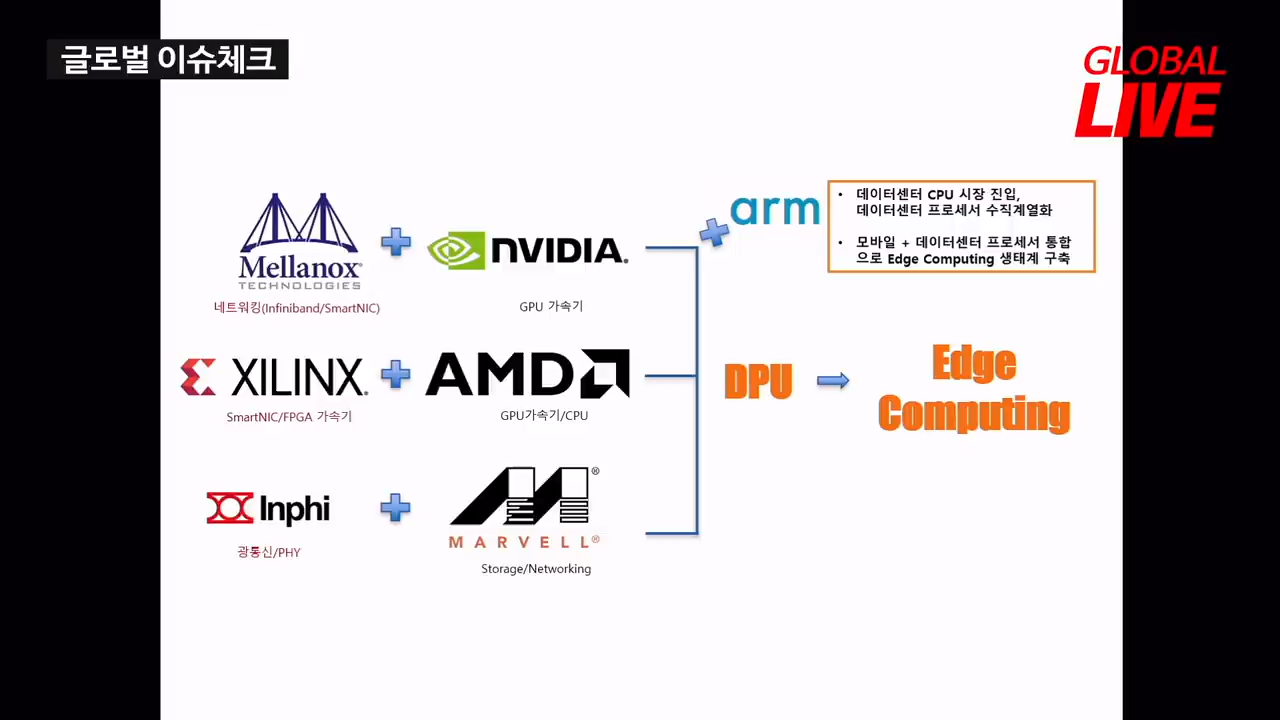 글로벌 이슈체크
GLOBAL
LIVE
Mellanox
TECHNOLOGIES
네트워킹(Infiniband/SmartNIC)
NVIDIA.
GPU 가속기
arm
• 데이터센터 CPU 시장 진입,
데이터센터 프로세서 수직계열화
• 모바일 + 데이터센터 프로세서 통합
으로 Edge Computing 생태계 구축
XILINX.
SmartNIC/FPGA 가속기
AMD
GPU가속기/CPU
DPU
Edge
Computing
Inphi
광통신/PHY
MARVELL®
Storage/Networking